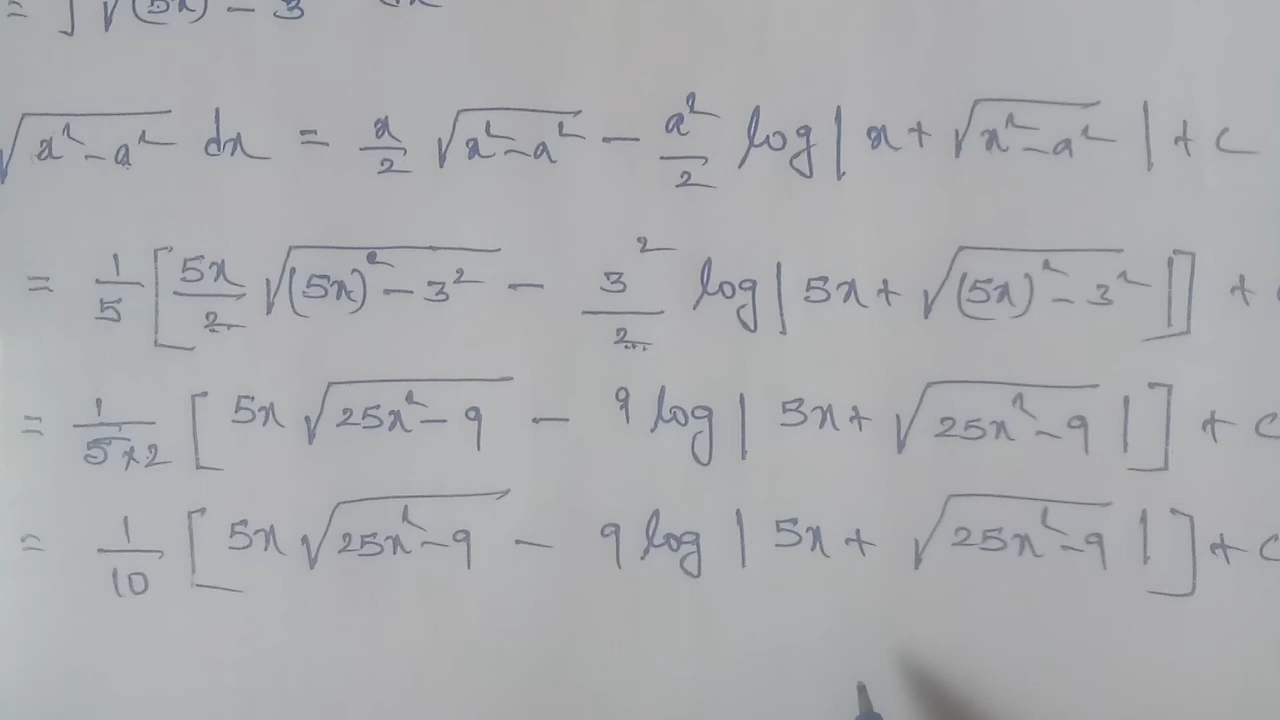 = ∫ √(5x) - 3 dx
√x² - a² dx = x/2 √x² - a² - a²/2 log | x + √x² - a² | + c
= 1/5 [ 5x/2 √(5x)² - 3² - 3²/2 log | 5x + √(5x)² - 3² | ] +
= 1/5×2 [ 5x √25x² - 9 - 9 log | 5x + √25x² - 9 | ] + c
= 1/10 [ 5x √25x² - 9 - 9 log | 5x + √25x² - 9 | ] + c